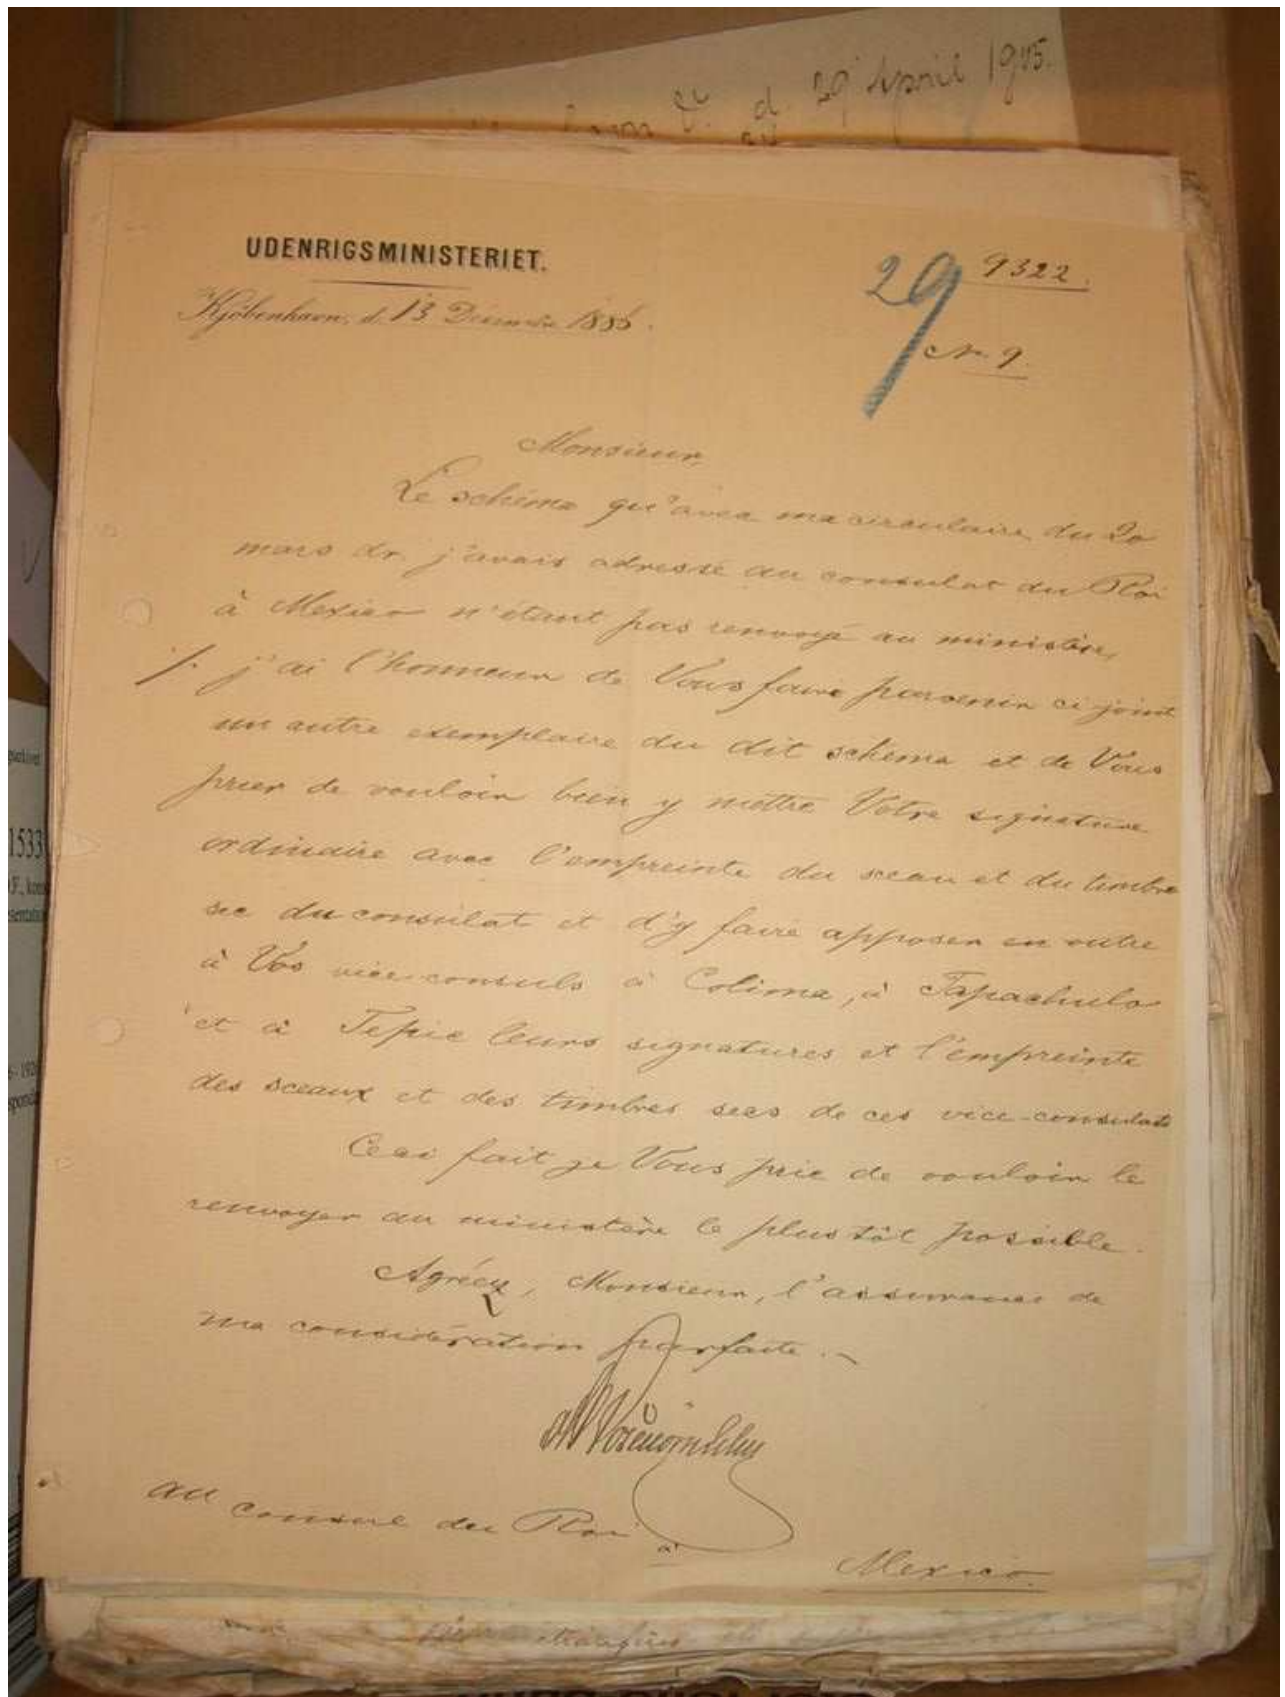 d. 29 April 1905.
UDENRIGSMINISTERIET.
Kjøbenhavn, d. 13 Décembre 1886.
29
9322.
N. 9.
Monsieur,
Le schéma qu'avec ma circulaire du 20
mars dr. j'avais adressé au consulat du Roi
à Mexico n'étant pas renvoyé au ministère,
/. j'ai l'honneur de Vous faire parvenir ci joint
un autre exemplaire du dit schéma et de Vous
prier de vouloir bien y mettre Votre signature
ordinaire avec l'empreinte du sceau et du timbre
sec du consulat et d'y faire apposer en outre
à Vos vice-consuls à Colima, à Tapachula
et à Tepic leurs signatures et l'empreinte
des sceaux et des timbres secs de ces vice-consulats
Ceci fait je Vous prie de vouloir le
renvoyer au ministère le plus tôt possible.
Agréez, Monsieur, l'assurance de
ma considération parfaite.
au consul du Roi
à
Mexico.
1533